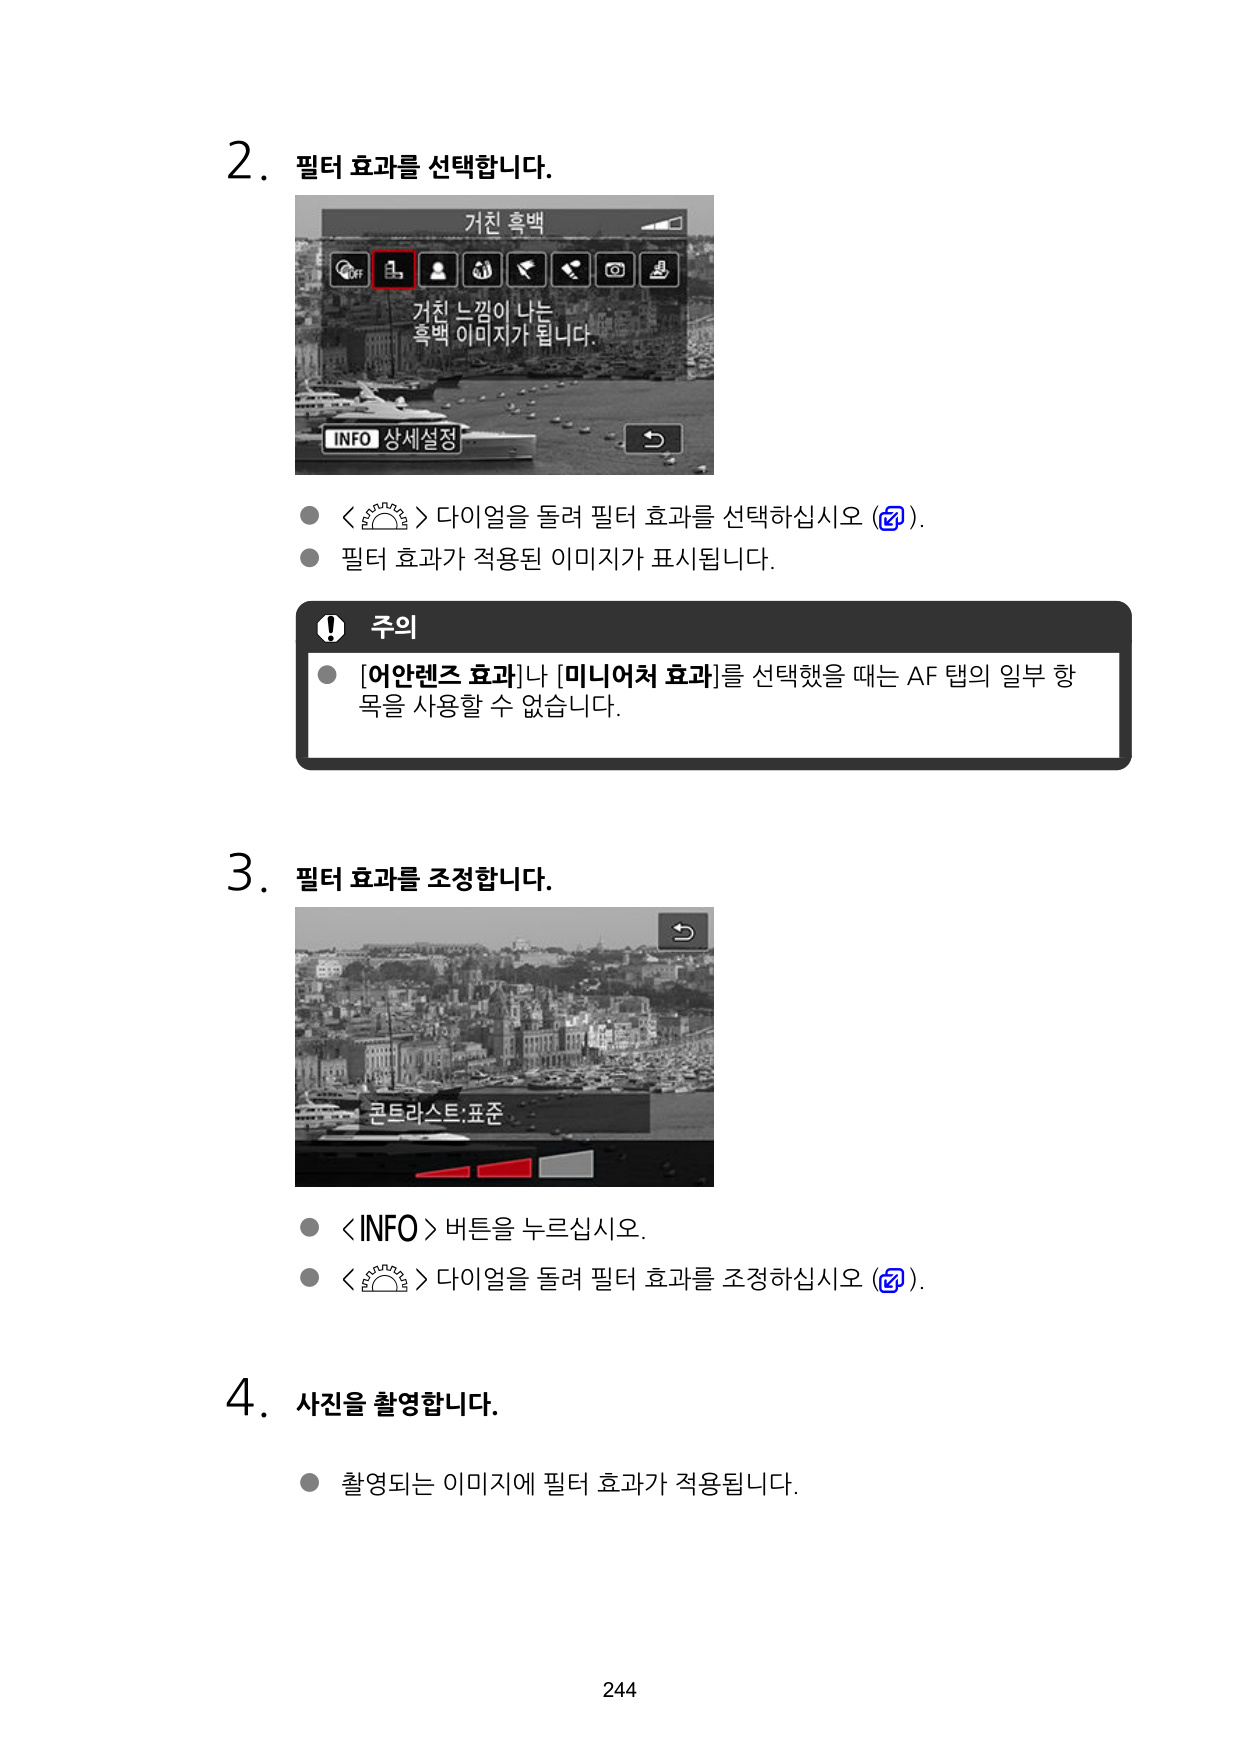 2. 필터 효과를 선택합니다.
거친 흑백
OFF
거친 느낌이 나는
흑백 이미지가 됩니다.
INFO 상세설정
● < > 다이얼을 돌려 필터 효과를 선택하십시오 ( ).
● 필터 효과가 적용된 이미지가 표시됩니다.
주의
● [어안렌즈 효과]나 [미니어처 효과]를 선택했을 때는 AF 탭의 일부 항
목을 사용할 수 없습니다.
3. 필터 효과를 조정합니다.
콘트라스트:표준
● <INFO> 버튼을 누르십시오.
● < > 다이얼을 돌려 필터 효과를 조정하십시오 ( ).
4. 사진을 촬영합니다.
● 촬영되는 이미지에 필터 효과가 적용됩니다.
244